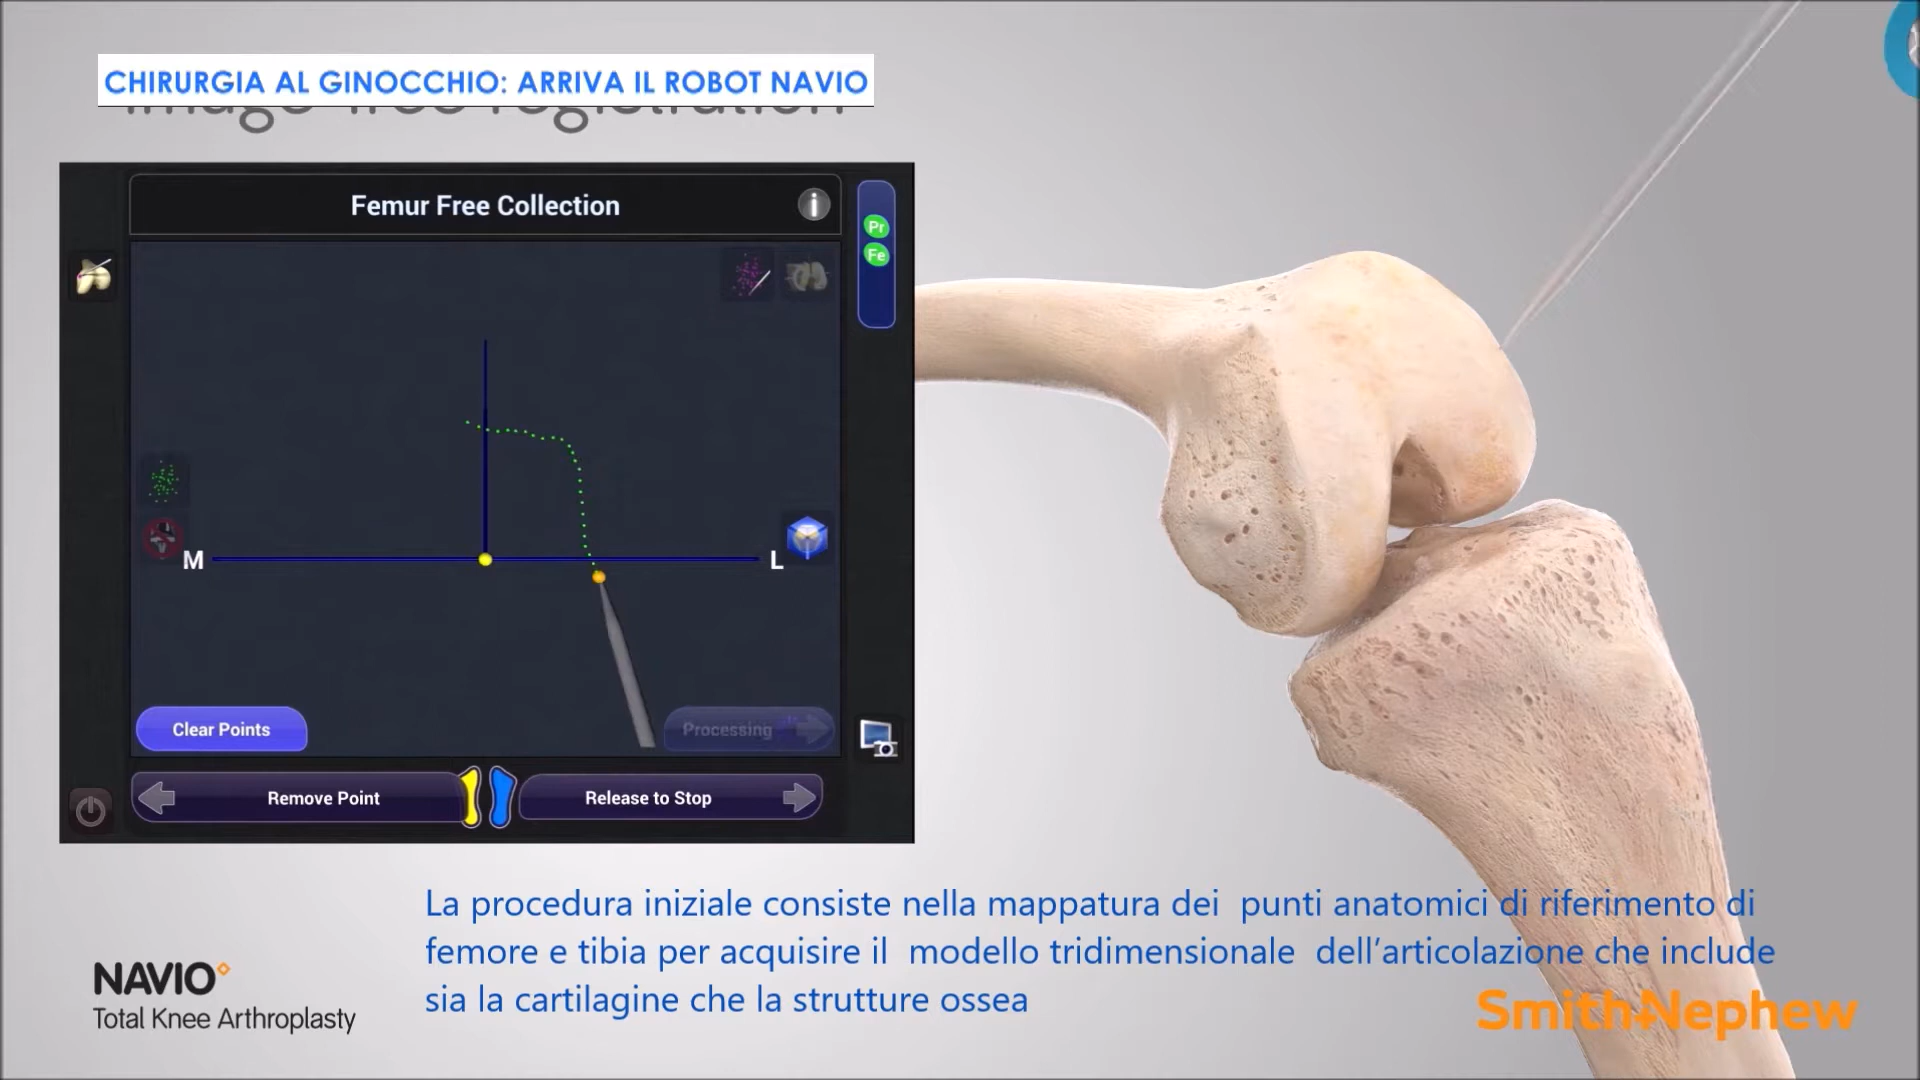 CHIRURGIA AL GINOCCHIO: ARRIVA IL ROBOT NAVIO
Femur Free Collection
i
Pr
Fe
M
L
Clear Points
Processing
Remove Point
Release to Stop
La procedura iniziale consiste nella mappatura dei punti anatomici di riferimento di
femore e tibia per acquisire il modello tridimensionale dell’articolazione che include
sia la cartilagine che la strutture ossea
NAVIO
Total Knee Arthroplasty
Smith+Nephew